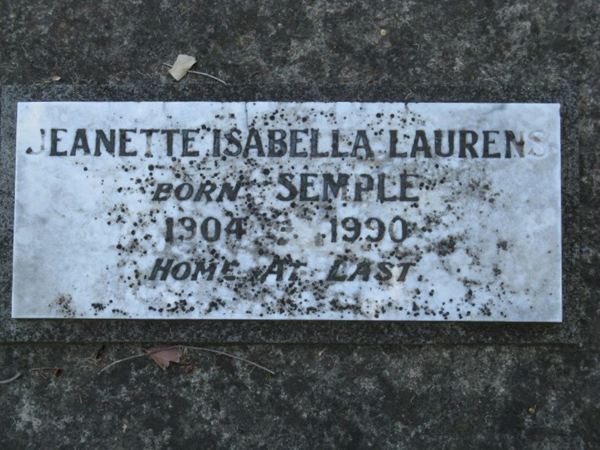 JEANETTE ISABELLA LAURENS
BORN SEMPLE
1904 - 1990
HOME AT LAST